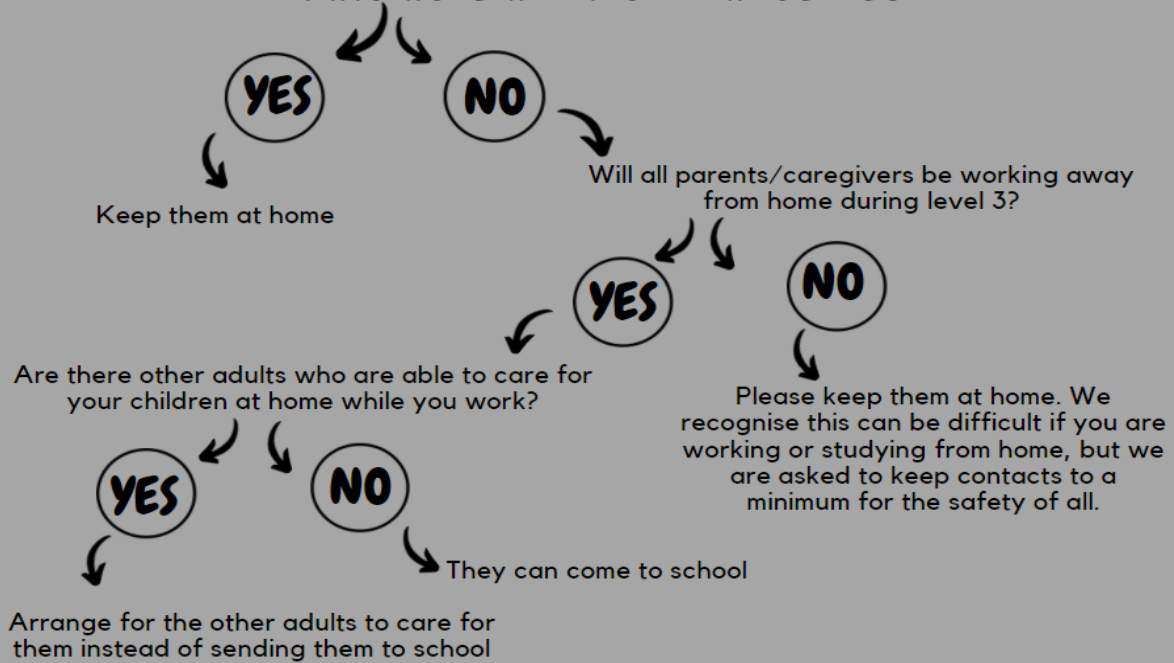 YES
NO
Keep them at home
Will all parents/caregivers be working away
from home during level 3?
YES
NO
Are there other adults who are able to care for
your children at home while you work?
Please keep them at home. We
recognise this can be difficult if you are
working or studying from home, but we
are asked to keep contacts to a
minimum for the safety of all.
YES
NO
They can come to school
Arrange for the other adults to care for
them instead of sending them to school